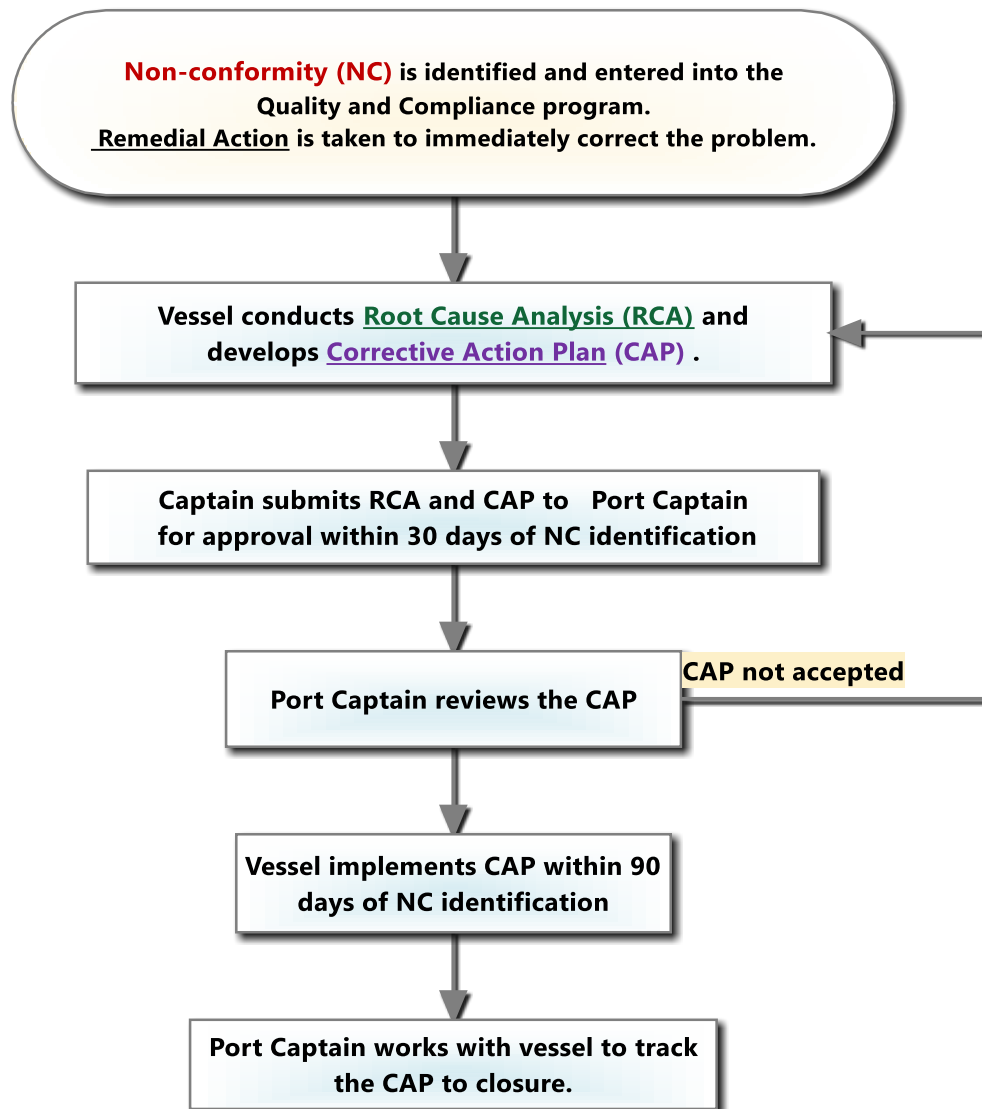 Non-conformity (NC) is identified and entered into the
Quality and Compliance program.
Remedial Action is taken to immediately correct the problem.
Vessel conducts Root Cause Analysis (RCA) and
develops Corrective Action Plan (CAP) .
Captain submits RCA and CAP to   Port Captain
for approval within 30 days of NC identification
Port Captain reviews the CAP
CAP not accepted
Vessel implements CAP within 90
days of NC identification
Port Captain works with vessel to track
the CAP to closure.